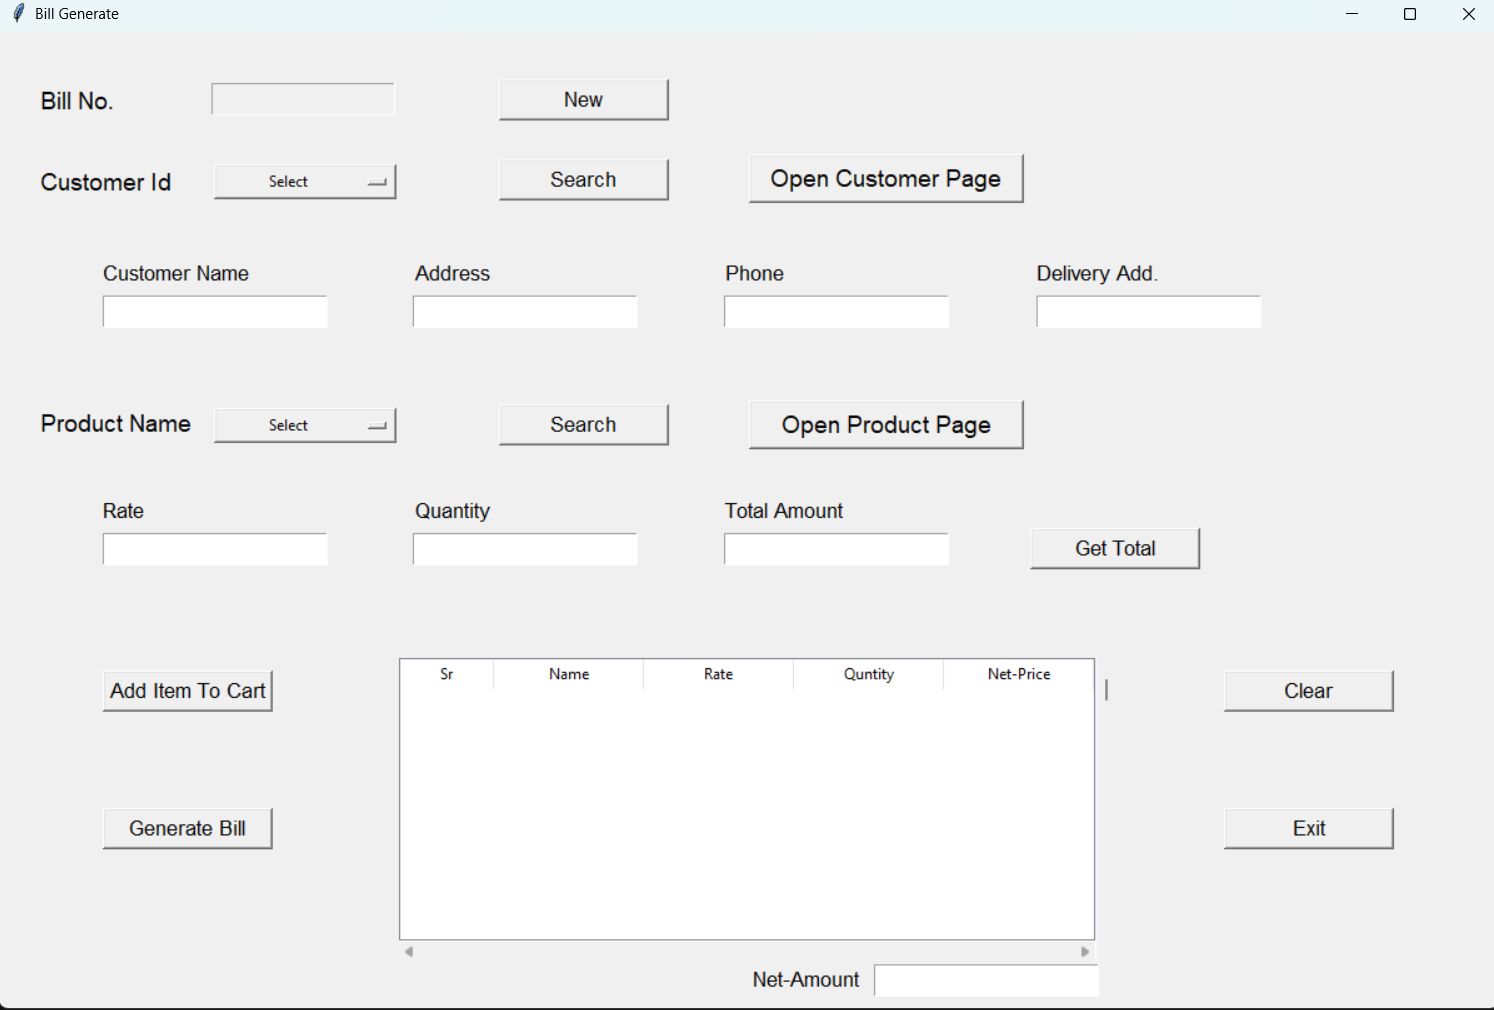 Bill Generate
Bill No.
New
Customer Id
Select
Search
Open Customer Page
Customer Name
Address
Phone
Delivery Add.
Product Name
Select
Search
Open Product Page
Rate
Quantity
Total Amount
Get Total
Add Item To Cart
Sr
Name
Rate
Quntity
Net-Price
Clear
Generate Bill
Exit
Net-Amount